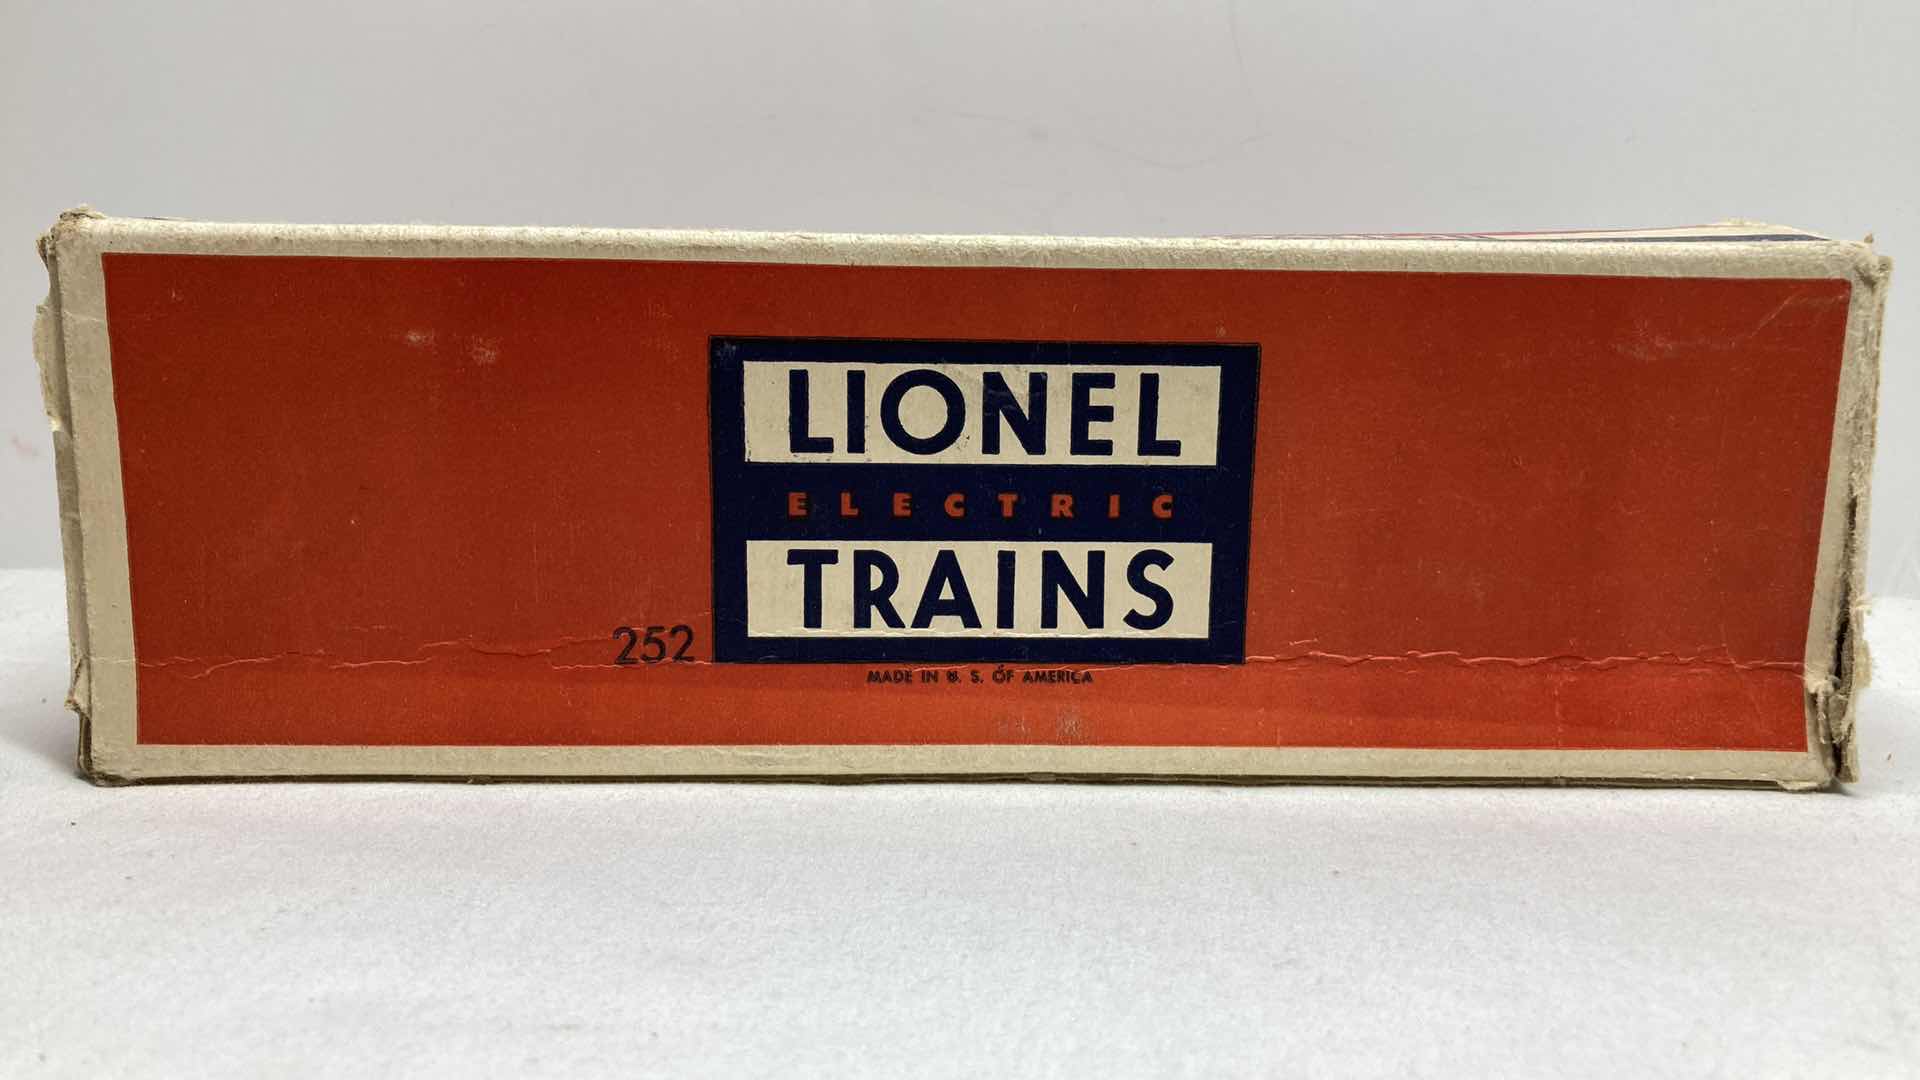 LIONEL
ELECTRIC
TRAINS
252
MADE IN U. S. OF AMERICA